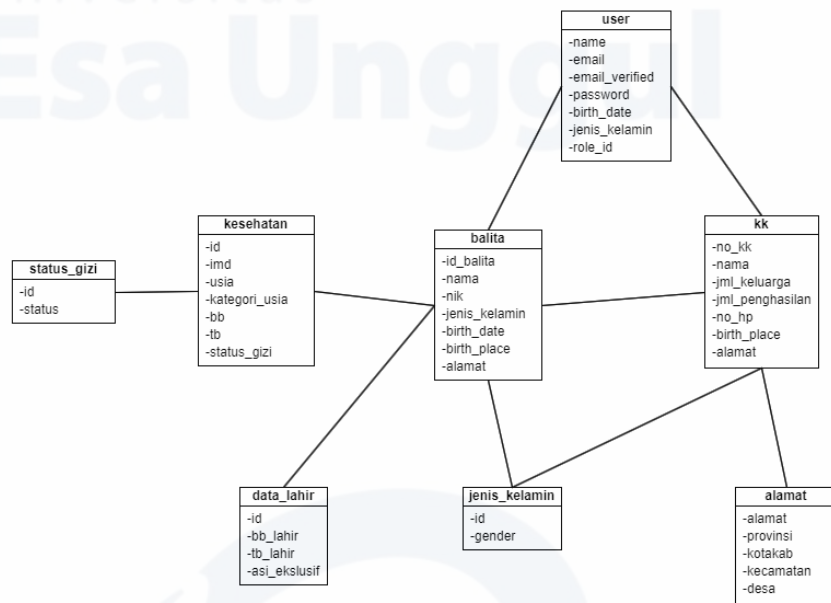 Esa Unggul
user
-name
-email
-email_verified
-password
-birth_date
-jenis_kelamin
-role_id
kesehatan
-id
-imd
-usia
-kategori_usia
-bb
-tb
-status_gizi
status_gizi
-id
-status
balita
-id_balita
-nama
-nik
-jenis_kelamin
-birth_date
-birth_place
-alamat
kk
-no_kk
-nama
-jml_keluarga
-jml_penghasilan
-no_hp
-birth_place
-alamat
data_lahir
-id
-bb_lahir
-tb_lahir
-asi_ekslusif
jenis_kelamin
-id
-gender
alamat
-alamat
-provinsi
-kotakab
-kecamatan
-desa